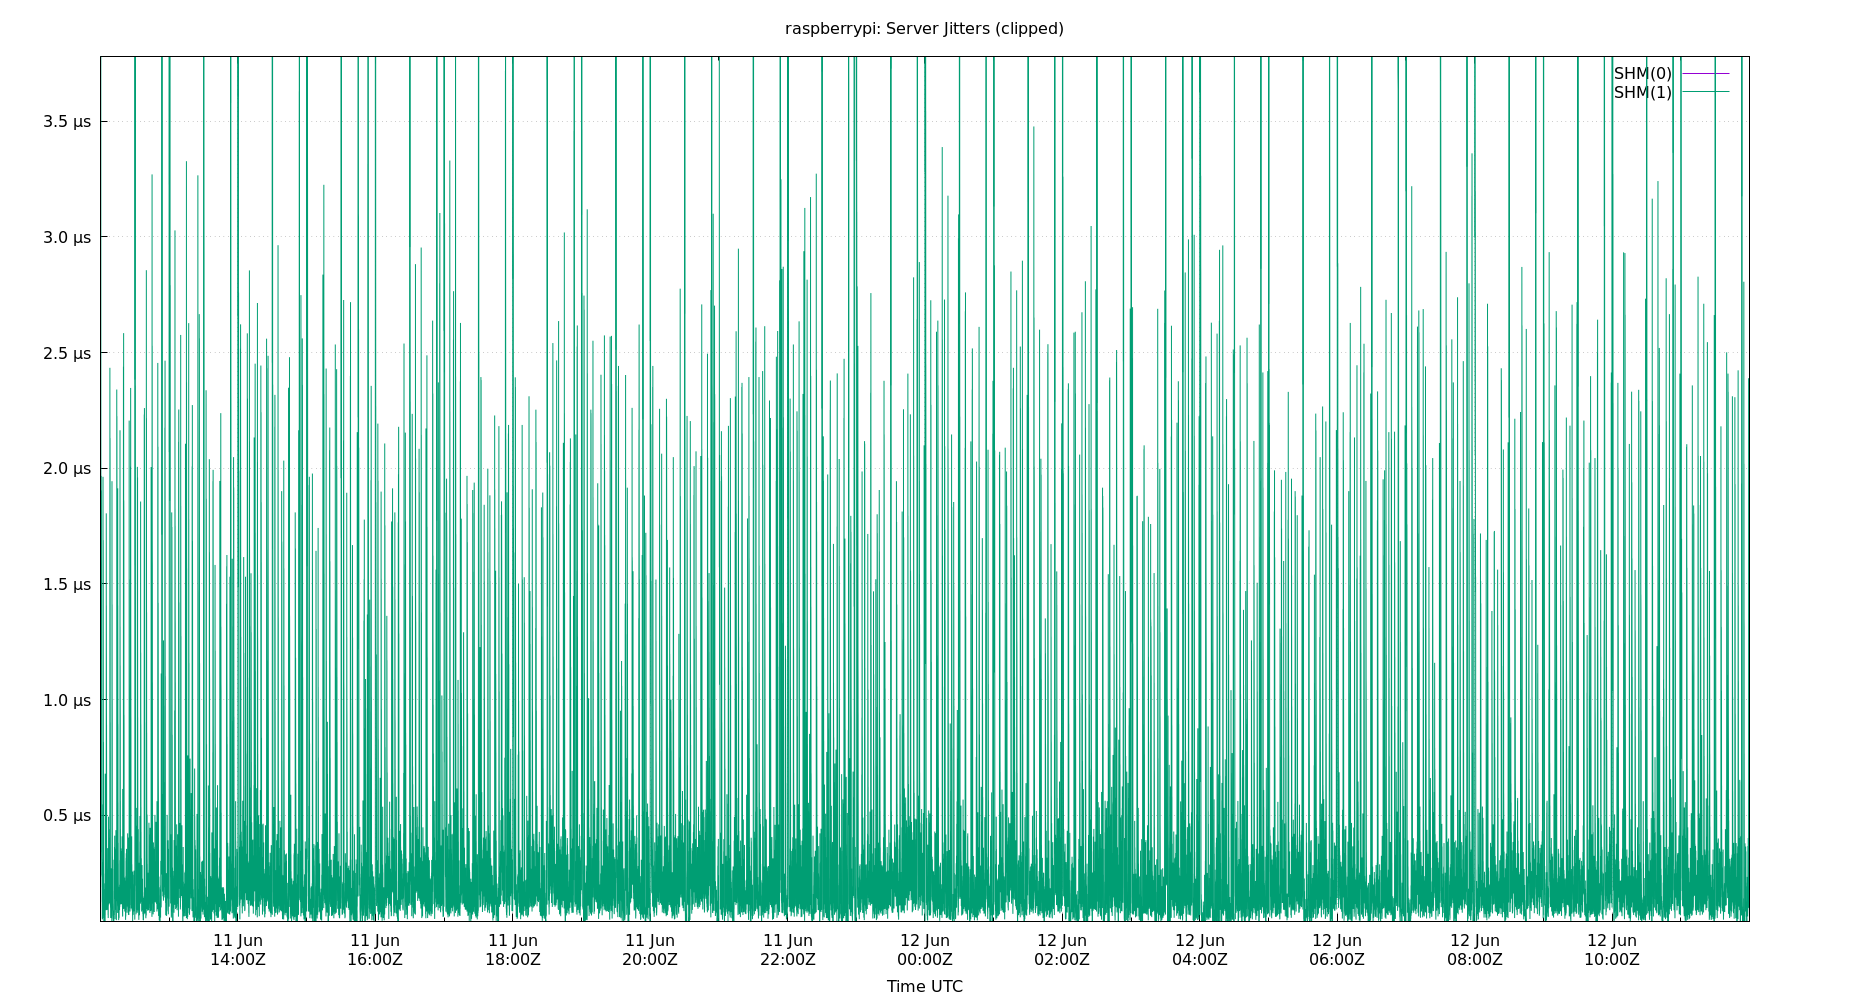 raspberrypi: Server Jitters (clipped)
SHM(0)
SHM(1)
3.5 μs
3.0 μs
2.5 μs
2.0 μs
1.5 μs
1.0 μs
0.5 μs
11 Jun 11 Jun 11 Jun 11 Jun 11 Jun 12 Jun 12 Jun 12 Jun 12 Jun 12 Jun 12 Jun
14:00Z 16:00Z 18:00Z 20:00Z 22:00Z 00:00Z 02:00Z 04:00Z 06:00Z 08:00Z 10:00Z
Time UTC